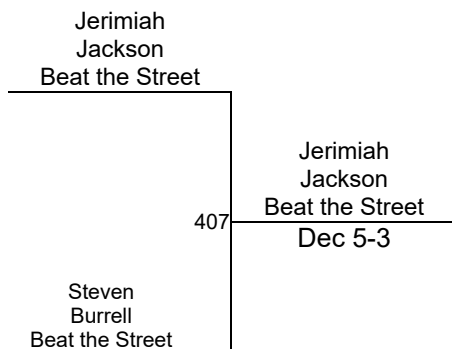 Jerimiah
Jackson
Beat the Street
Jerimiah
Jackson
Beat the Street
407
Dec 5-3
Steven
Burrell
Beat the Street